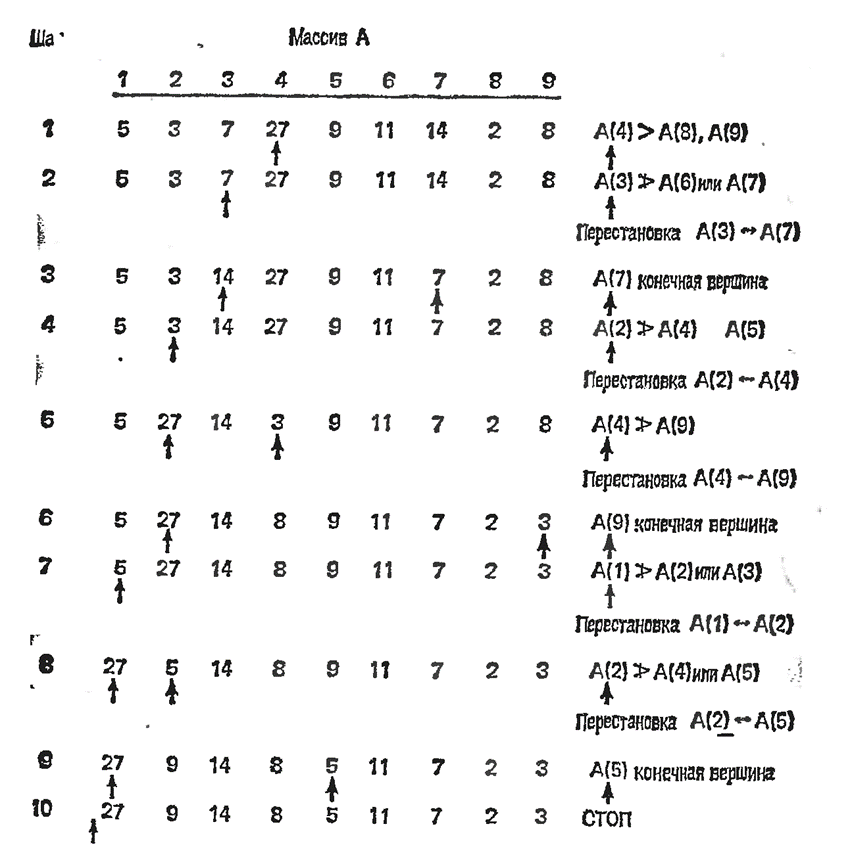 Ша Массив А
1 2 3 4 5 6 7 8 9
1 5 3 7 27 9 11 14 2 8 А(4) > А(8), А(9)
2 5 3 7 27 9 11 14 2 8 А(3) ≯ А(6) или А(7)
Перестановка А(3) ↔ А(7)
3 5 3 14 27 9 11 7 2 8 А(7) конечная вершина
4 5 3 14 27 9 11 7 2 8 А(2) ≯ А(4) А(5)
Перестановка А(2) ↔ А(4)
5 5 27 14 3 9 11 7 2 8 А(4) ≯ А(9)
Перестановка А(4) ↔ А(9)
6 5 27 14 8 9 11 7 2 3 А(9) конечная вершина
7 5 27 14 8 9 11 7 2 3 А(1) ≯ А(2) или А(3)
Перестановка А(1) ↔ А(2)
8 27 5 14 8 9 11 7 2 3 А(2) ≯ А(4) или А(5)
Перестановка А(2) ↔ А(5)
9 27 9 14 8 5 11 7 2 3 А(5) конечная вершина
10 27 9 14 8 5 11 7 2 3 СТОП